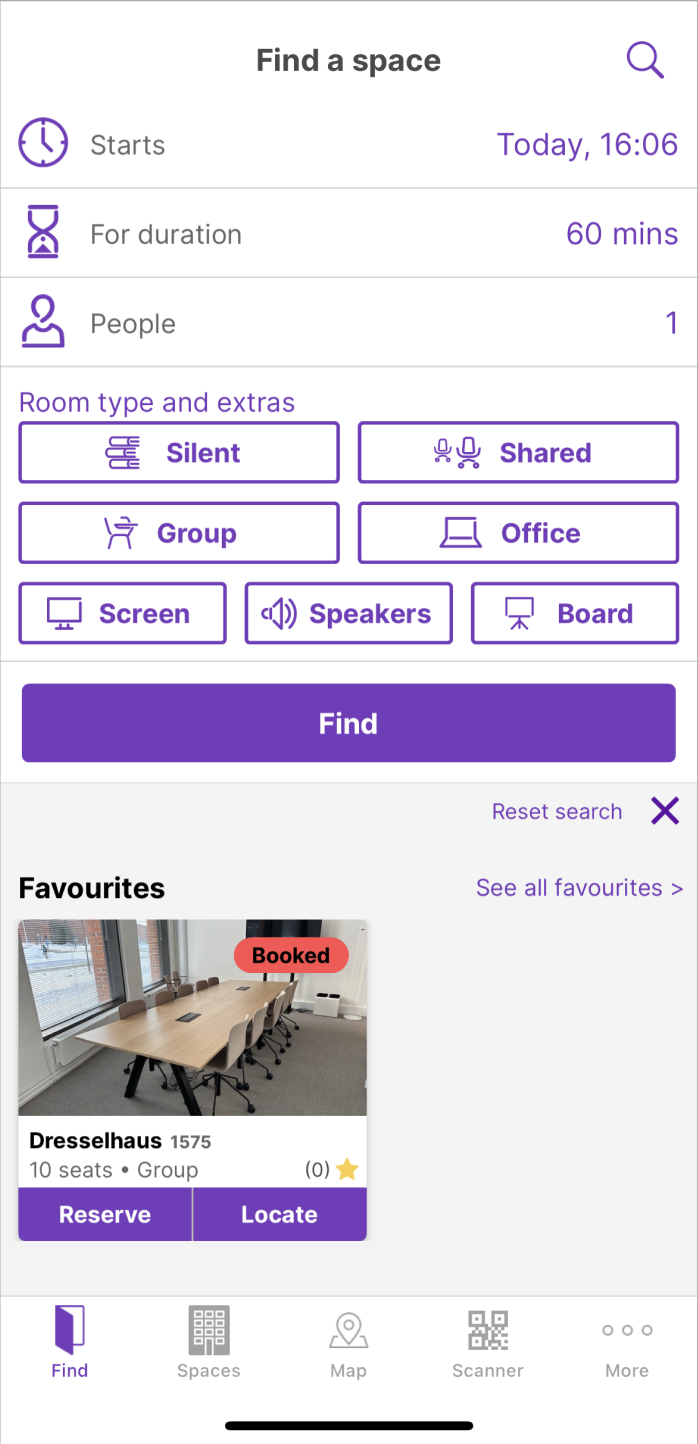 Find a space
Starts Today, 16:06
For duration 60 mins
People 1
Room type and extras
Silent Shared
Group Office
Screen Speakers Board
Find
Reset search
Favourites See all favourites >
Booked
Dresselhaus 1575
10 seats • Group (0)
Reserve Locate
Find Spaces Map Scanner More